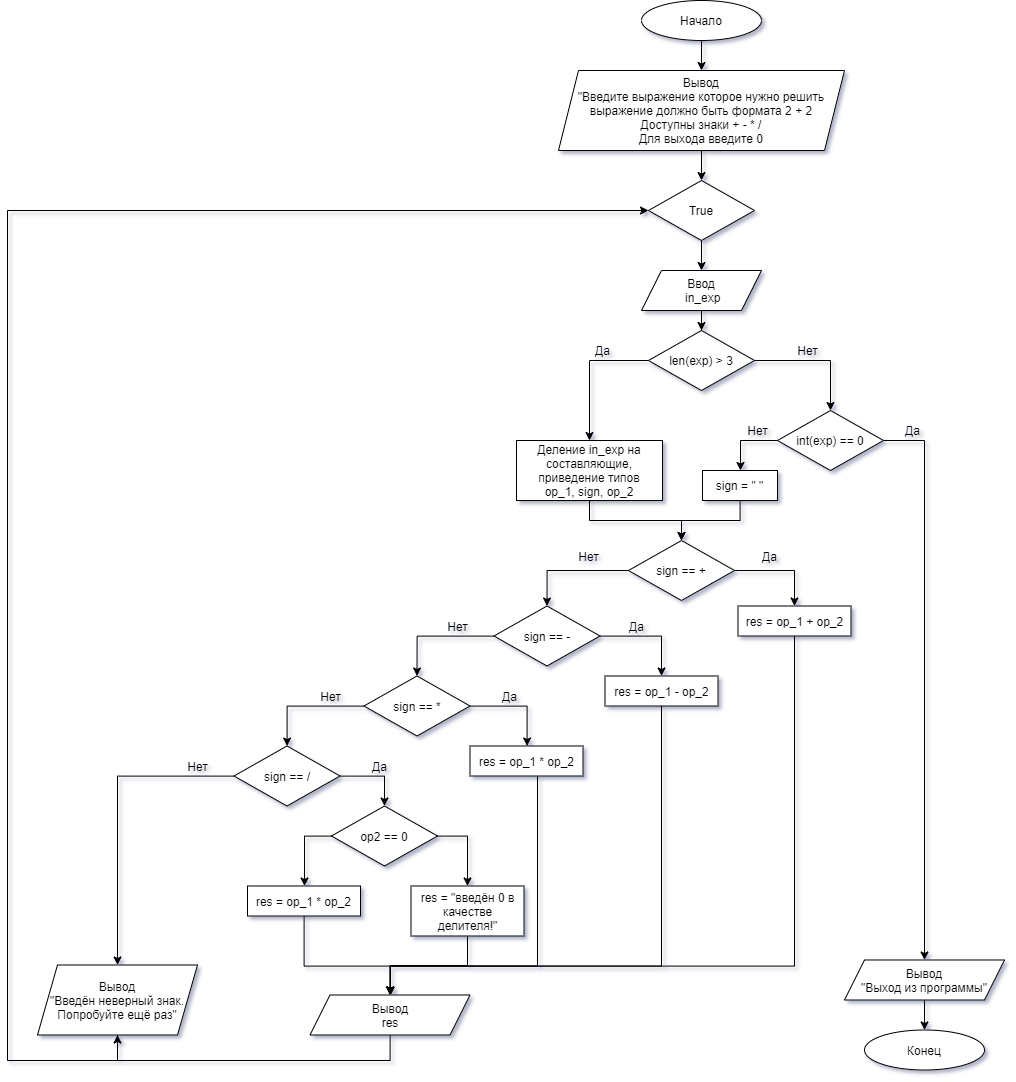 Начало
Вывод
"Введите выражение которое нужно решить
выражение должно быть формата 2 + 2
Доступны знаки + - * /
Для выхода введите 0
True
Ввод
in_exp
Да
len(exp) > 3
Нет
Нет
int(exp) == 0
Да
Деление in_exp на
составляющие,
приведение типов
op_1, sign, op_2
sign = " "
Нет
sign == +
Да
res = op_1 + op_2
Нет
sign == -
Да
res = op_1 - op_2
Нет
sign == *
Да
res = op_1 * op_2
Нет
sign == /
Да
op2 == 0
res = op_1 * op_2
res = "введён 0 в
качестве
делителя!"
Вывод
"Введён неверный знак.
Попробуйте ещё раз"
Вывод
res
Вывод
"Выход из программы"
Конец